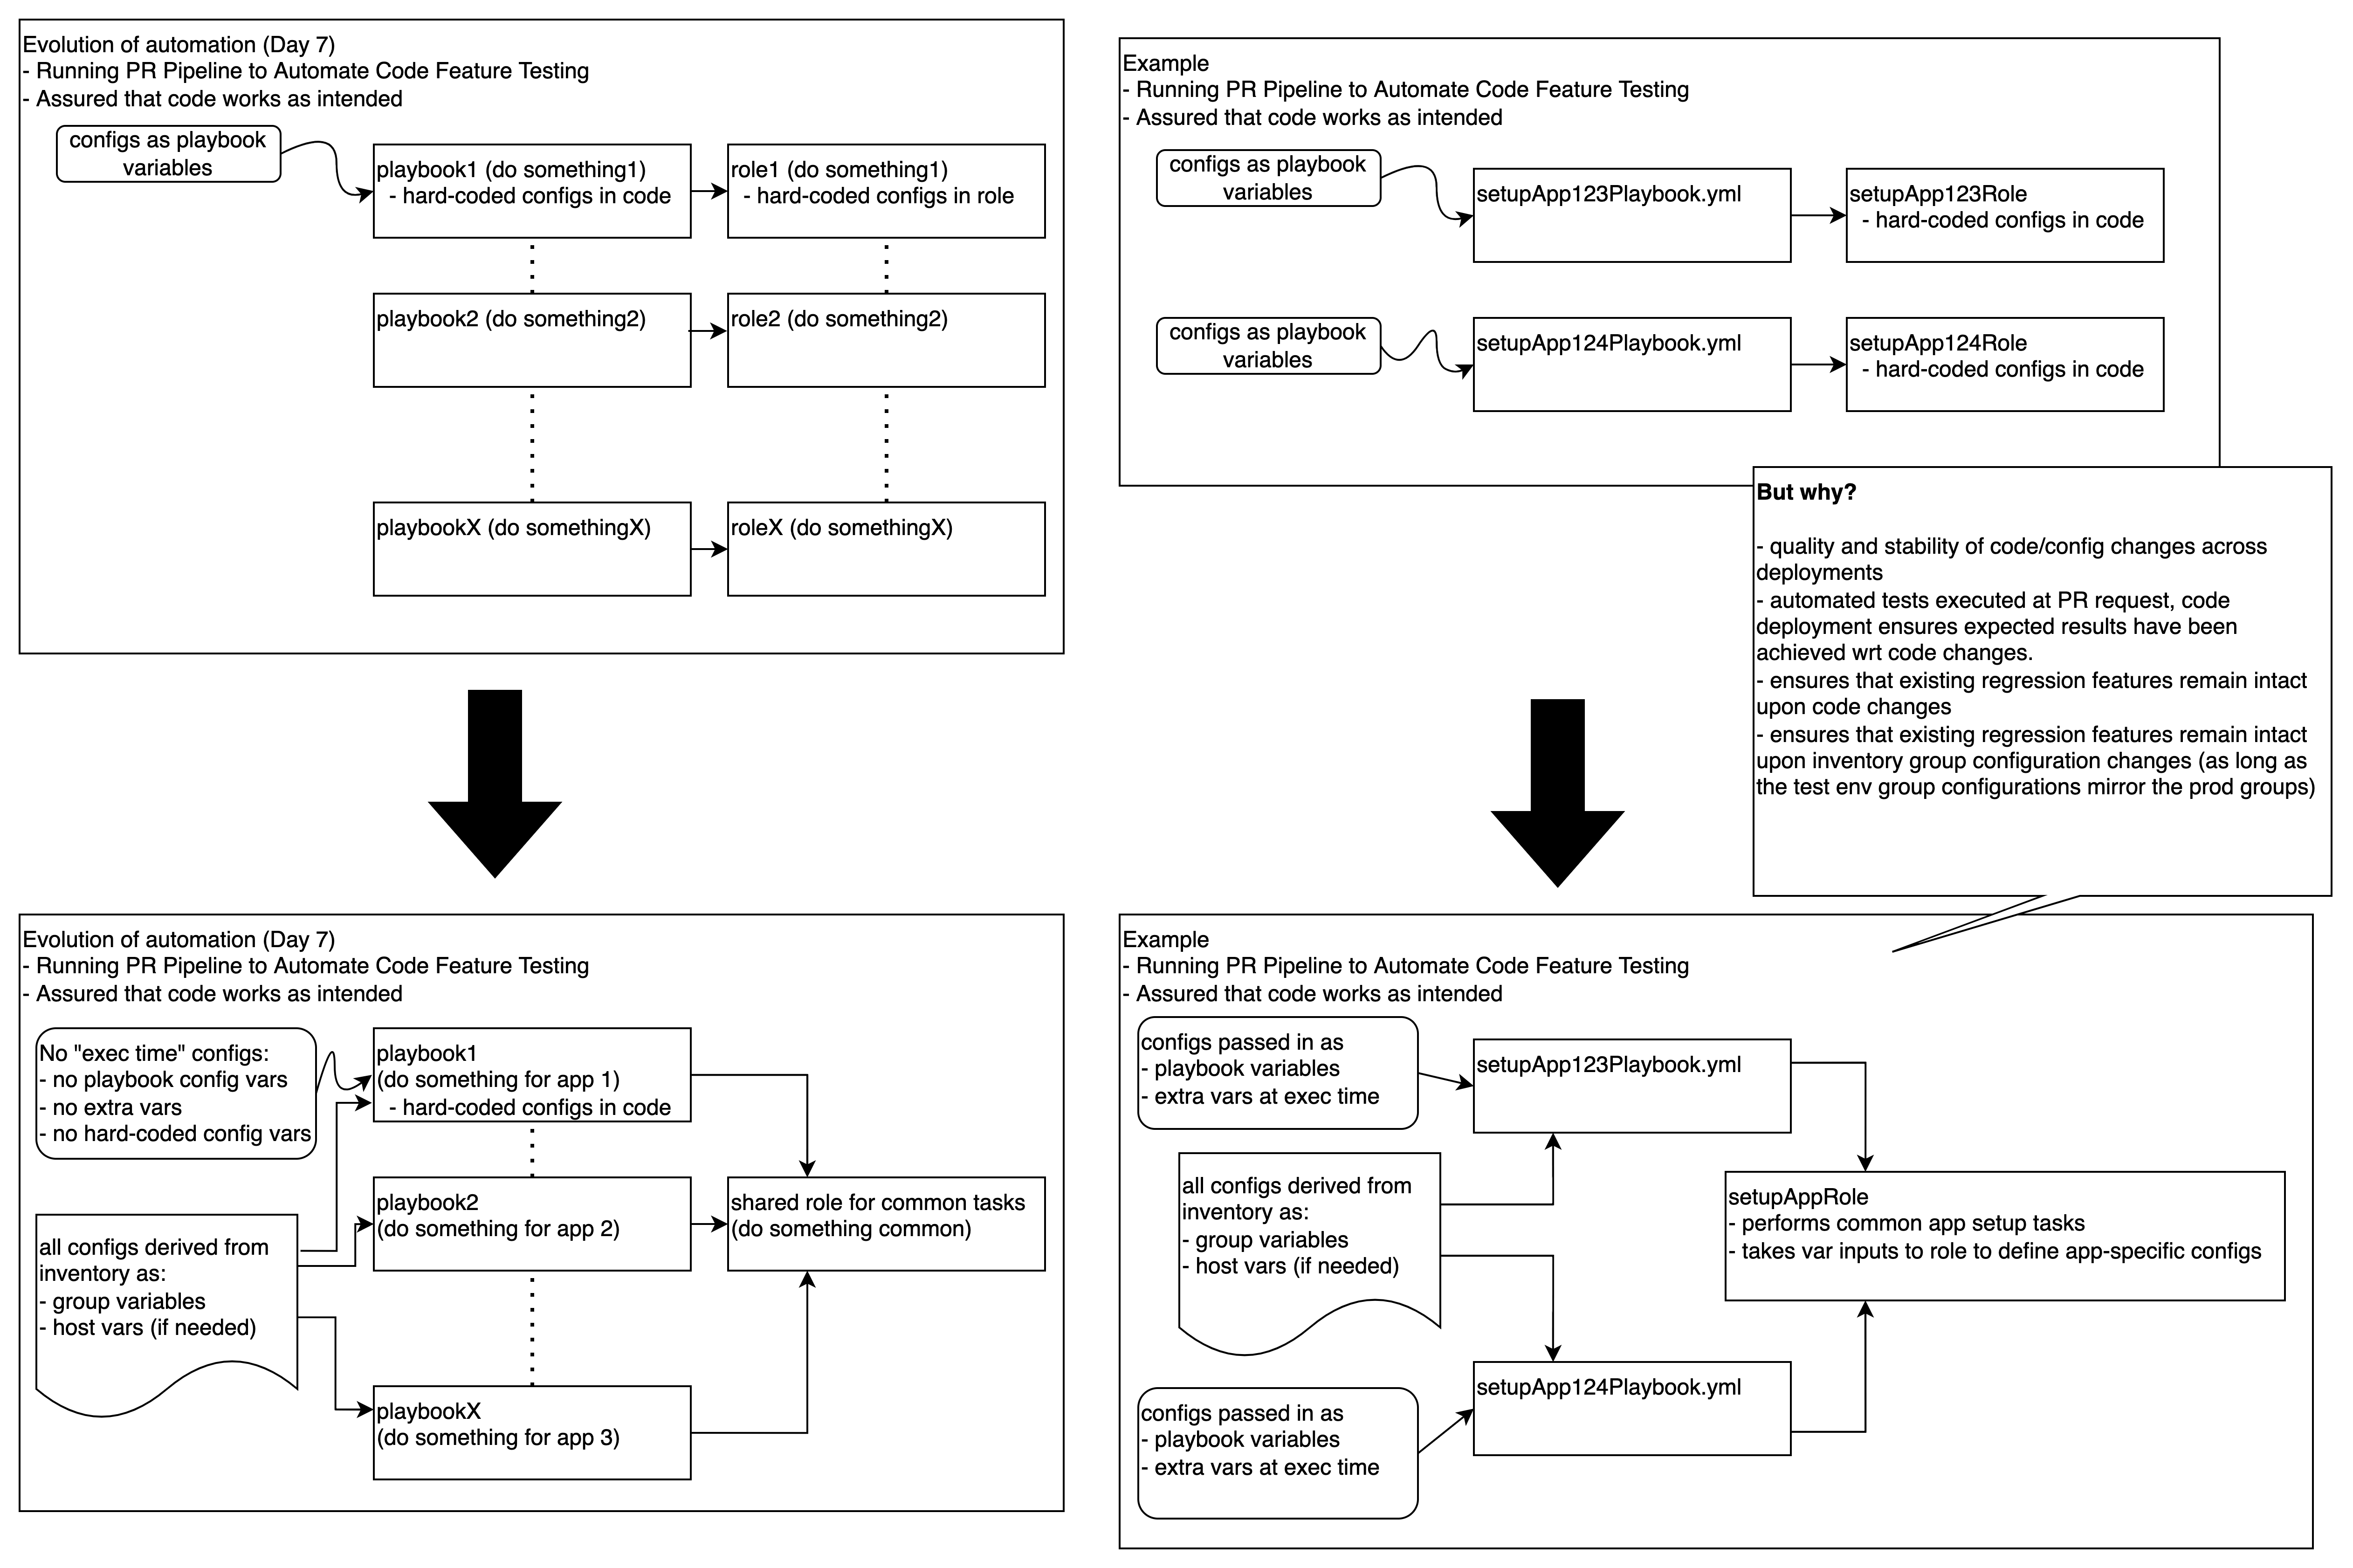 Evolution of automation (Day 7)
- Running PR Pipeline to Automate Code Feature Testing
- Assured that code works as intended
configs as playbook
variables
playbook1 (do something1)
- hard-coded configs in code
role1 (do something1)
- hard-coded configs in role
playbook2 (do something2)
role2 (do something2)
playbookX (do somethingX)
roleX (do somethingX)
Example
- Running PR Pipeline to Automate Code Feature Testing
- Assured that code works as intended
configs as playbook
variables
setupApp123Playbook.yml
setupApp123Role
- hard-coded configs in code
configs as playbook
variables
setupApp124Playbook.yml
setupApp124Role
- hard-coded configs in code
But why?
- quality and stability of code/config changes across
deployments
- automated tests executed at PR request, code
deployment ensures expected results have been
achieved wrt code changes.
- ensures that existing regression features remain intact
upon code changes
- ensures that existing regression features remain intact
upon inventory group configuration changes (as long as
the test env group configurations mirror the prod groups)
Evolution of automation (Day 7)
- Running PR Pipeline to Automate Code Feature Testing
- Assured that code works as intended
No "exec time" configs:
- no playbook config vars
- no extra vars
- no hard-coded config vars
playbook1
(do something for app 1)
- hard-coded configs in code
playbook2
(do something for app 2)
shared role for common tasks
(do something common)
all configs derived from
inventory as:
- group variables
- host vars (if needed)
playbookX
(do something for app 3)
Example
- Running PR Pipeline to Automate Code Feature Testing
- Assured that code works as intended
configs passed in as
- playbook variables
- extra vars at exec time
setupApp123Playbook.yml
all configs derived from
inventory as:
- group variables
- host vars (if needed)
setupAppRole
- performs common app setup tasks
- takes var inputs to role to define app-specific configs
setupApp124Playbook.yml
configs passed in as
- playbook variables
- extra vars at exec time